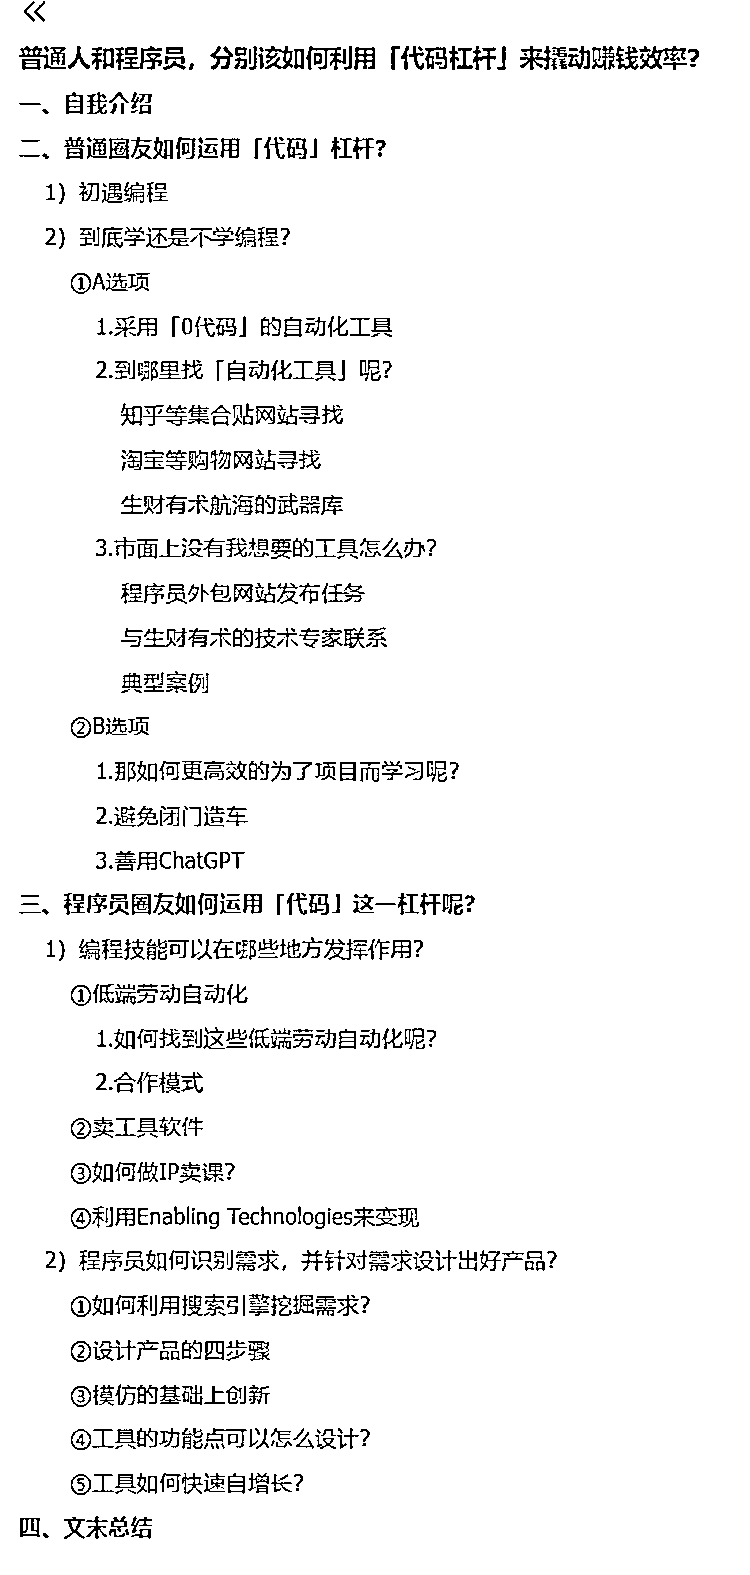 «
普通人和程序员，分别该如何利用「代码杠杆」来撬动赚钱效率?
一、自我介绍
二、普通圈友如何运用「代码」杠杆?
1）初遇编程
2）到底学还是不学编程?
①A选项
1.采用「0代码」的自动化工具
2.到哪里找「自动化工具」呢?
知乎等集合贴网站寻找
淘宝等购物网站寻找
生财有术航海的武器库
3.市面上没有我想要的工具怎么办?
程序员外包网站发布任务
与生财有术的技术专家联系
典型案例
②B选项
1.那如何更高效的为了项目而学习呢?
2.避免闭门造车
3.善用ChatGPT
三、程序员圈友如何运用「代码」这一杠杆呢?
1）编程技能可以在哪些地方发挥作用?
①低端劳动自动化
1.如何找到这些低端劳动自动化呢?
2.合作模式
②卖工具软件
③如何做IP卖课?
④利用Enabling Technologies来变现
2）程序员如何识别需求，并针对需求设计出好产品?
①如何利用搜索引擎挖掘需求?
②设计产品的四步骤
③模仿的基础上创新
④工具的功能点可以怎么设计?
⑤工具如何快速自增长?
四、文末总结